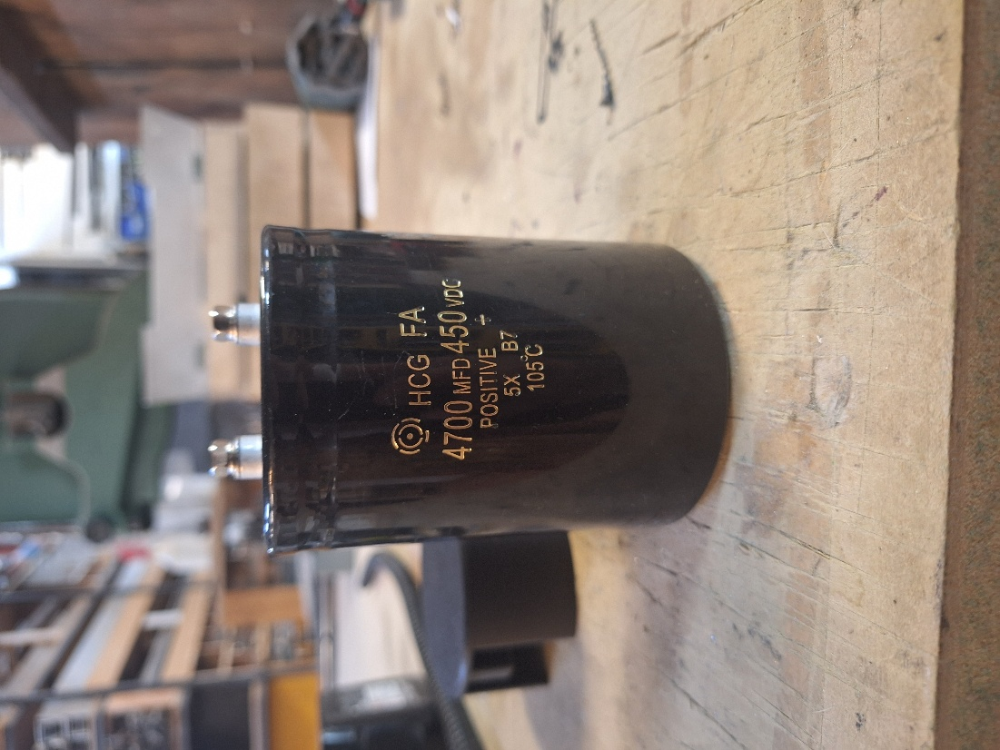 HCG FA
4700 MFD 450 VDC
POSITIVE +
5X B7
105°C